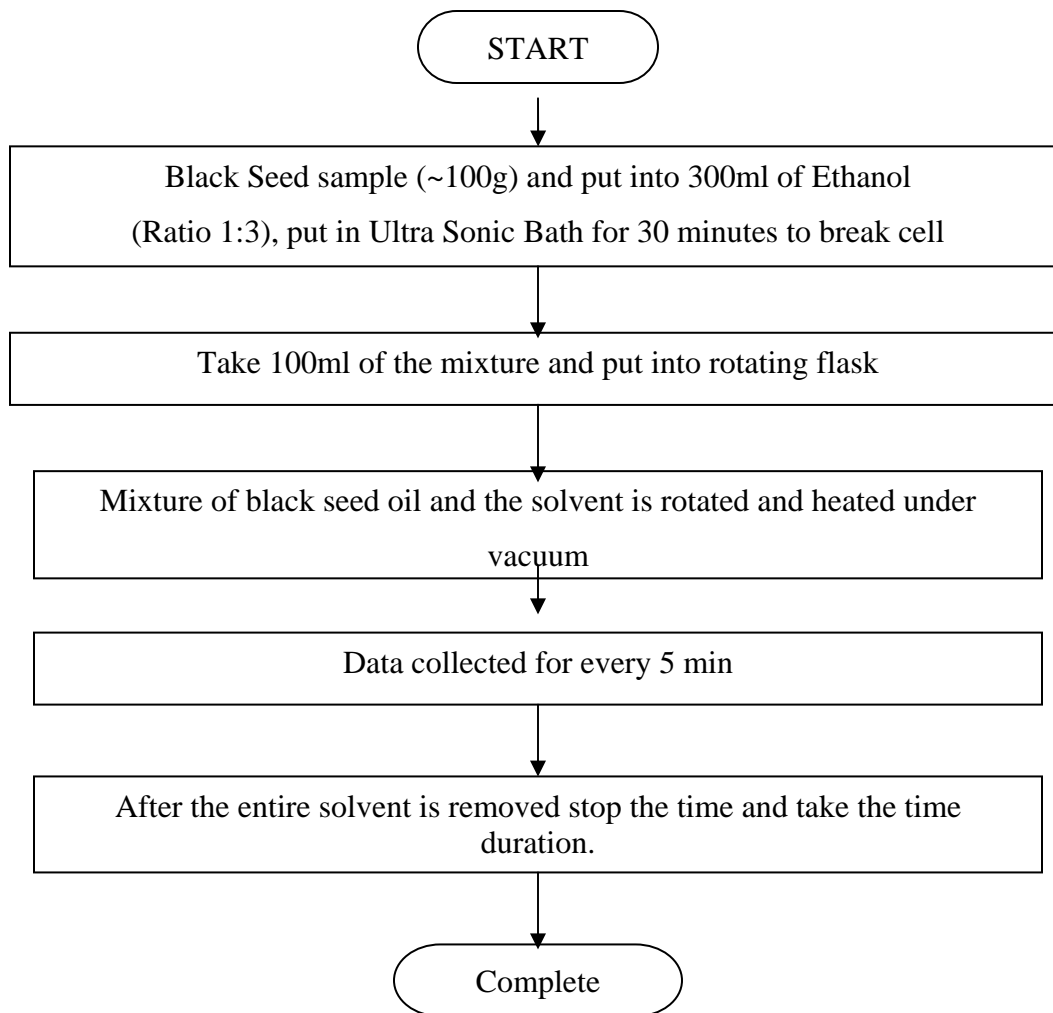 START
Black Seed sample (~100g) and put into 300ml of Ethanol
(Ratio 1:3), put in Ultra Sonic Bath for 30 minutes to break cell
Take 100ml of the mixture and put into rotating flask
Mixture of black seed oil and the solvent is rotated and heated under
vacuum
Data collected for every 5 min
After the entire solvent is removed stop the time and take the time
duration.
Complete